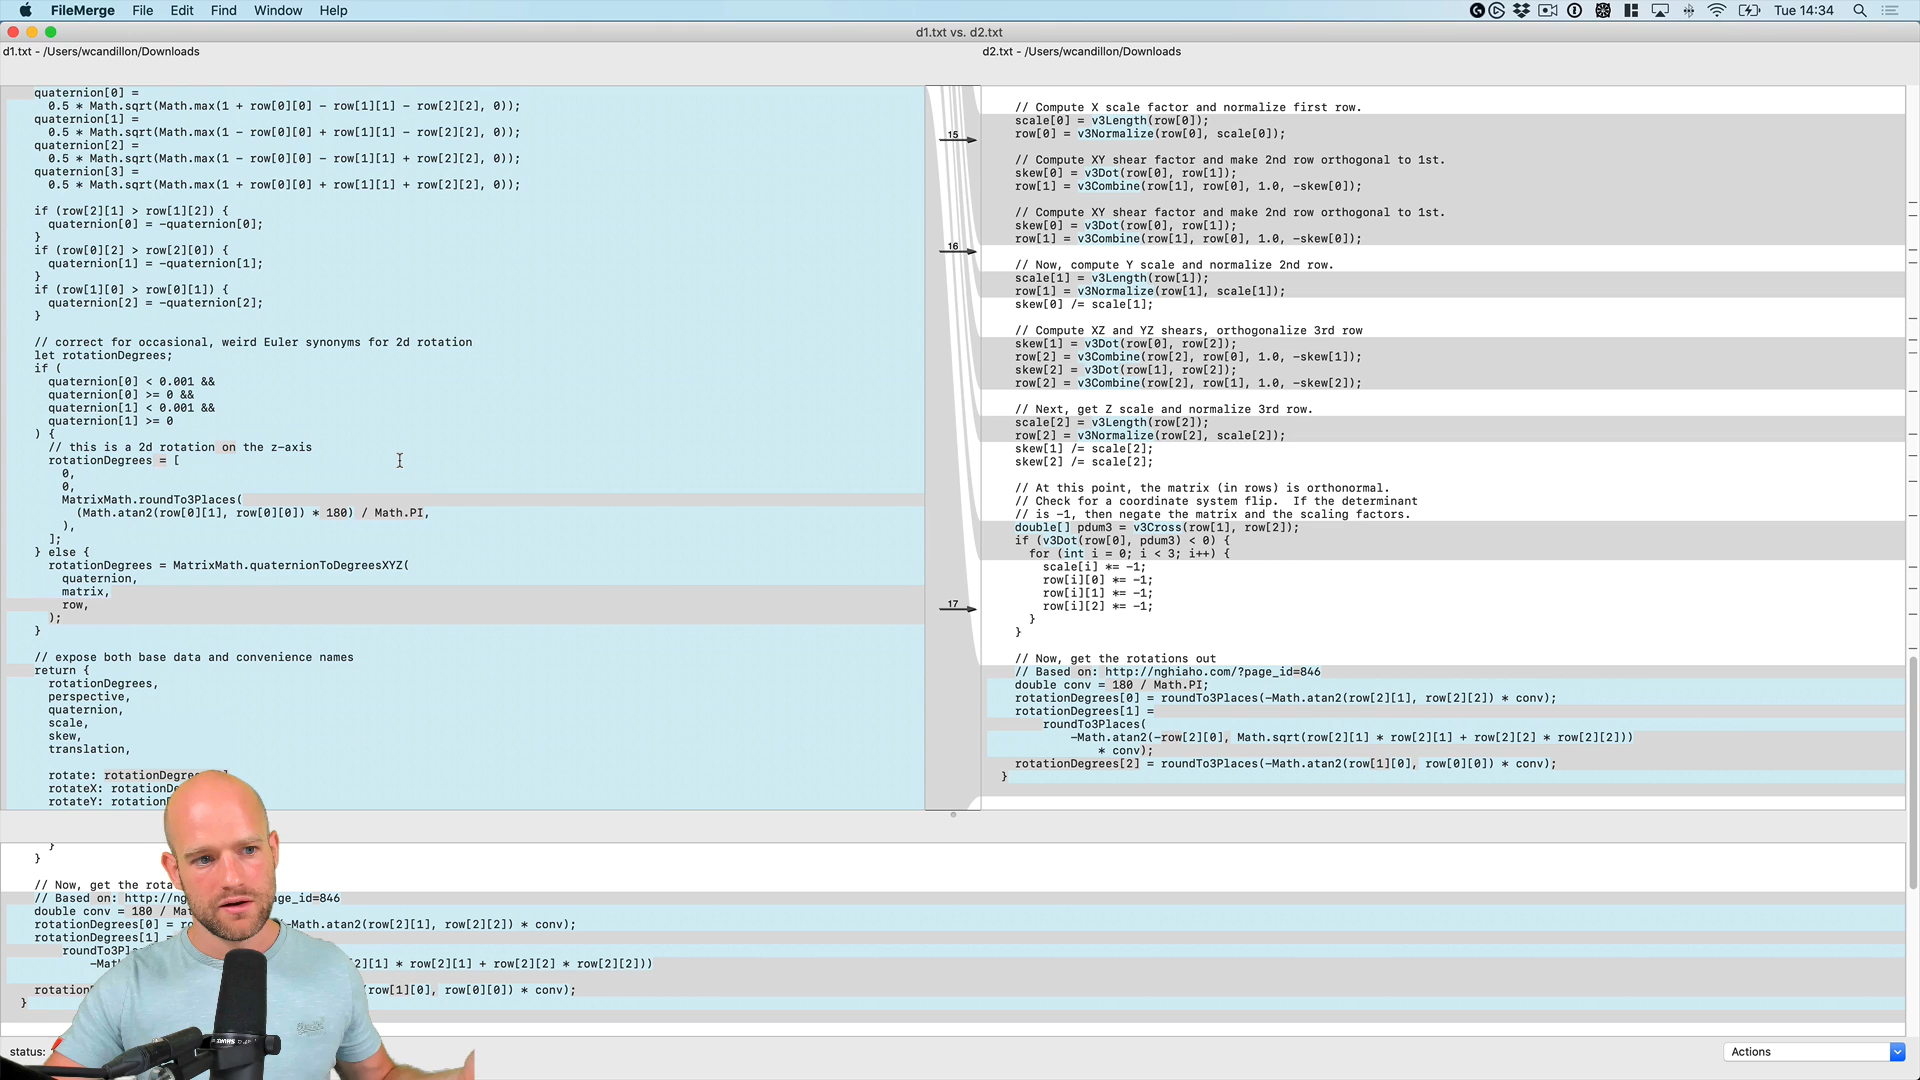 FileMerge File Edit Find Window Help
Tue 14:34
d1.txt vs. d2.txt
d1.txt - /Users/wcandillon/Downloads
d2.txt - /Users/wcandillon/Downloads
quaternion[0] =
0.5 * Math.sqrt(Math.max(1 + row[0][0] - row[1][1] - row[2][2], 0));
quaternion[1] =
0.5 * Math.sqrt(Math.max(1 - row[0][0] + row[1][1] - row[2][2], 0));
quaternion[2] =
0.5 * Math.sqrt(Math.max(1 - row[0][0] - row[1][1] + row[2][2], 0));
quaternion[3] =
0.5 * Math.sqrt(Math.max(1 + row[0][0] + row[1][1] + row[2][2], 0));
if (row[2][1] > row[1][2]) {
quaternion[0] = -quaternion[0];
}
if (row[0][2] > row[2][0]) {
quaternion[1] = -quaternion[1];
}
if (row[1][0] > row[0][1]) {
quaternion[2] = -quaternion[2];
}
// correct for occasional, weird Euler synonyms for 2d rotation
let rotationDegrees;
if (
quaternion[0] < 0.001 &&
quaternion[0] >= 0 &&
quaternion[1] < 0.001 &&
quaternion[1] >= 0
) {
// this is a 2d rotation on the z-axis
rotationDegrees = [
0,
0,
MatrixMath.roundTo3Places(
(Math.atan2(row[0][1], row[0][0]) * 180) / Math.PI,
),
];
} else {
rotationDegrees = MatrixMath.quaternionToDegreesXYZ(
quaternion,
matrix,
row,
);
}
// expose both base data and convenience names
return {
rotationDegrees,
perspective,
quaternion,
scale,
skew,
translation,
rotate: rotationDegre
rotateX: rotationDe
rotateY: rotation
15
16
17
// Compute X scale factor and normalize first row.
scale[0] = v3Length(row[0]);
row[0] = v3Normalize(row[0], scale[0]);
// Compute XY shear factor and make 2nd row orthogonal to 1st.
skew[0] = v3Dot(row[0], row[1]);
row[1] = v3Combine(row[1], row[0], 1.0, -skew[0]);
// Compute XY shear factor and make 2nd row orthogonal to 1st.
skew[0] = v3Dot(row[0], row[1]);
row[1] = v3Combine(row[1], row[0], 1.0, -skew[0]);
// Now, compute Y scale and normalize 2nd row.
scale[1] = v3Length(row[1]);
row[1] = v3Normalize(row[1], scale[1]);
skew[0] /= scale[1];
// Compute XZ and YZ shears, orthogonalize 3rd row
skew[1] = v3Dot(row[0], row[2]);
row[2] = v3Combine(row[2], row[0], 1.0, -skew[1]);
skew[2] = v3Dot(row[1], row[2]);
row[2] = v3Combine(row[2], row[1], 1.0, -skew[2]);
// Next, get Z scale and normalize 3rd row.
scale[2] = v3Length(row[2]);
row[2] = v3Normalize(row[2], scale[2]);
skew[1] /= scale[2];
skew[2] /= scale[2];
// At this point, the matrix (in rows) is orthonormal.
// Check for a coordinate system flip.  If the determinant
// is -1, then negate the matrix and the scaling factors.
double[] pdum3 = v3Cross(row[1], row[2]);
if (v3Dot(row[0], pdum3) < 0) {
for (int i = 0; i < 3; i++) {
scale[i] *= -1;
row[i][0] *= -1;
row[i][1] *= -1;
row[i][2] *= -1;
}
}
// Now, get the rotations out
// Based on: http://nghiaho.com/?page_id=846
double conv = 180 / Math.PI;
rotationDegrees[0] = roundTo3Places(-Math.atan2(row[2][1], row[2][2]) * conv);
rotationDegrees[1] =
roundTo3Places(
-Math.atan2(-row[2][0], Math.sqrt(row[2][1] * row[2][1] + row[2][2] * row[2][2]))
* conv);
rotationDegrees[2] = roundTo3Places(-Math.atan2(row[1][0], row[0][0]) * conv);
}
}
}
// Now, get the rota
// Based on: http://ng age_id=846
double conv = 180 / Mat
rotationDegrees[0] = ro -Math.atan2(row[2][1], row[2][2]) * conv);
rotationDegrees[1] =
roundTo3Pl
-Mat 2][1] * row[2][1] + row[2][2] * row[2][2]))
rotation row[1][0], row[0][0]) * conv);
}
status:
Actions